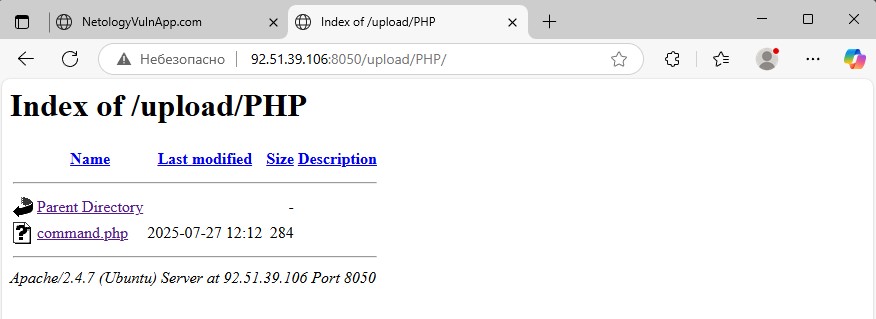 NetologyVulnApp.com
Index of /upload/PHP
Небезопасно
92.51.39.106:8050/upload/PHP/
Index of /upload/PHP
Name Last modified Size Description
Parent Directory -
command.php 2025-07-27 12:12 284
Apache/2.4.7 (Ubuntu) Server at 92.51.39.106 Port 8050